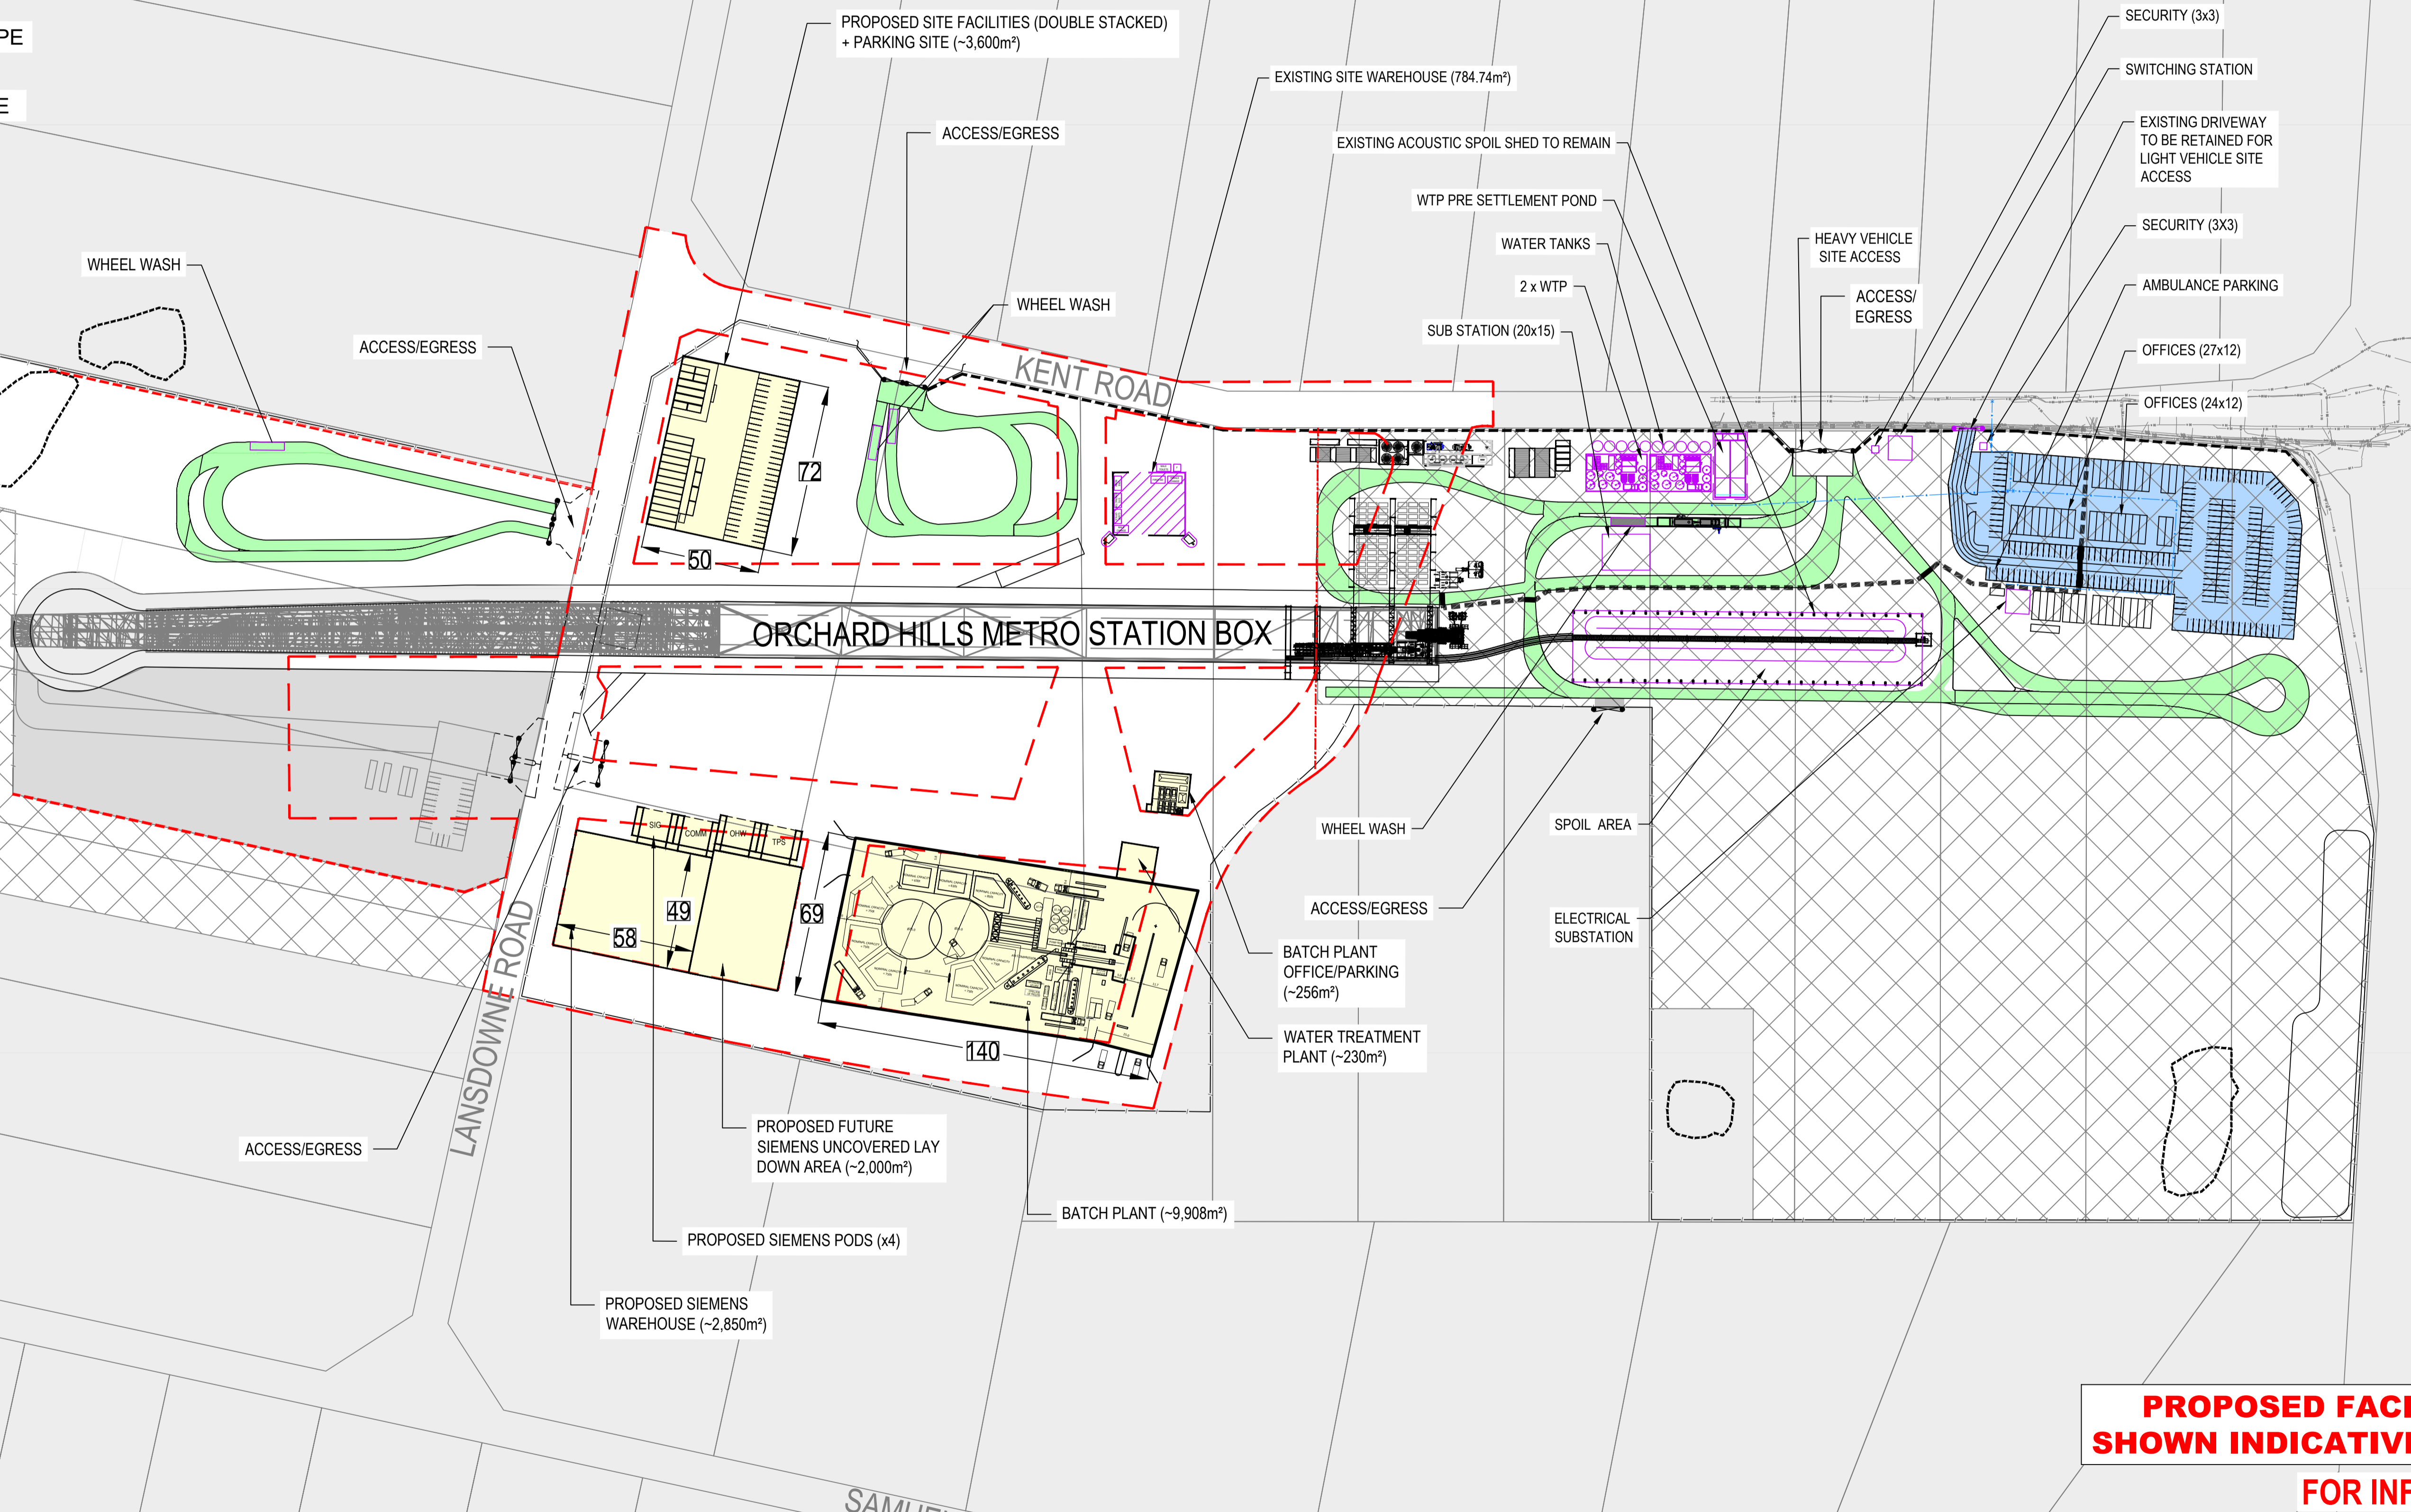 PE
E
PROPOSED SITE FACILITIES (DOUBLE STACKED)
+ PARKING SITE (~3,600m²)
SECURITY (3x3)
SWITCHING STATION
EXISTING SITE WAREHOUSE (784.74m²)
ACCESS/EGRESS
EXISTING ACOUSTIC SPOIL SHED TO REMAIN
EXISTING DRIVEWAY
TO BE RETAINED FOR
LIGHT VEHICLE SITE
ACCESS
WTP PRE SETTLEMENT POND
SECURITY (3X3)
WATER TANKS
HEAVY VEHICLE
SITE ACCESS
WHEEL WASH
2 x WTP
AMBULANCE PARKING
ACCESS/
EGRESS
WHEEL WASH
SUB STATION (20x15)
ACCESS/EGRESS
OFFICES (27x12)
KENT ROAD
OFFICES (24x12)
72
50
ORCHARD HILLS METRO STATION BOX
SIG
COMM
OHW
TPS
WHEEL WASH
SPOIL AREA
49
69
58
ACCESS/EGRESS
ELECTRICAL
SUBSTATION
BATCH PLANT
OFFICE/PARKING
(~256m²)
LANSDOWNE ROAD
140
WATER TREATMENT
PLANT (~230m²)
ACCESS/EGRESS
PROPOSED FUTURE
SIEMENS UNCOVERED LAY
DOWN AREA (~2,000m²)
BATCH PLANT (~9,908m²)
PROPOSED SIEMENS PODS (x4)
PROPOSED SIEMENS
WAREHOUSE (~2,850m²)
PROPOSED FACI
SHOWN INDICATIVE
FOR INF
SAMUE